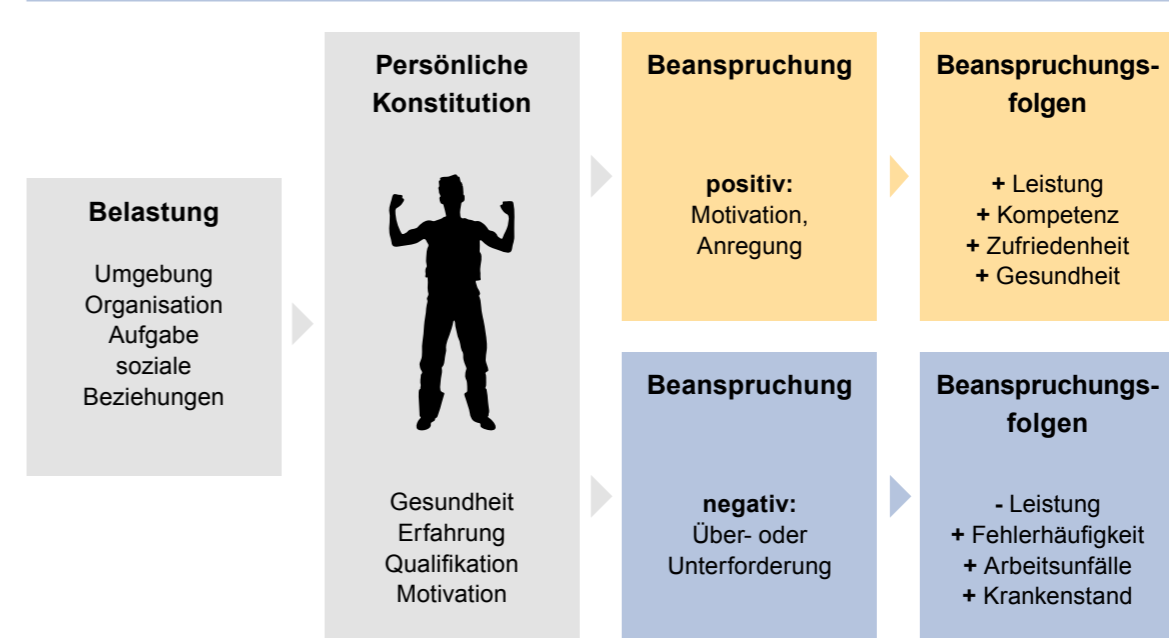 Belastung
Umgebung
Organisation
Aufgabe
soziale
Beziehungen
Persönliche
Konstitution
Gesundheit
Erfahrung
Qualifikation
Motivation
Beanspruchung
positiv:
Motivation,
Anregung
Beanspruchungs-
folgen
+ Leistung
+ Kompetenz
+ Zufriedenheit
+ Gesundheit
Beanspruchung
negativ:
Über- oder
Unterforderung
Beanspruchungs-
folgen
- Leistung
+ Fehlerhäufigkeit
+ Arbeitsunfälle
+ Krankenstand